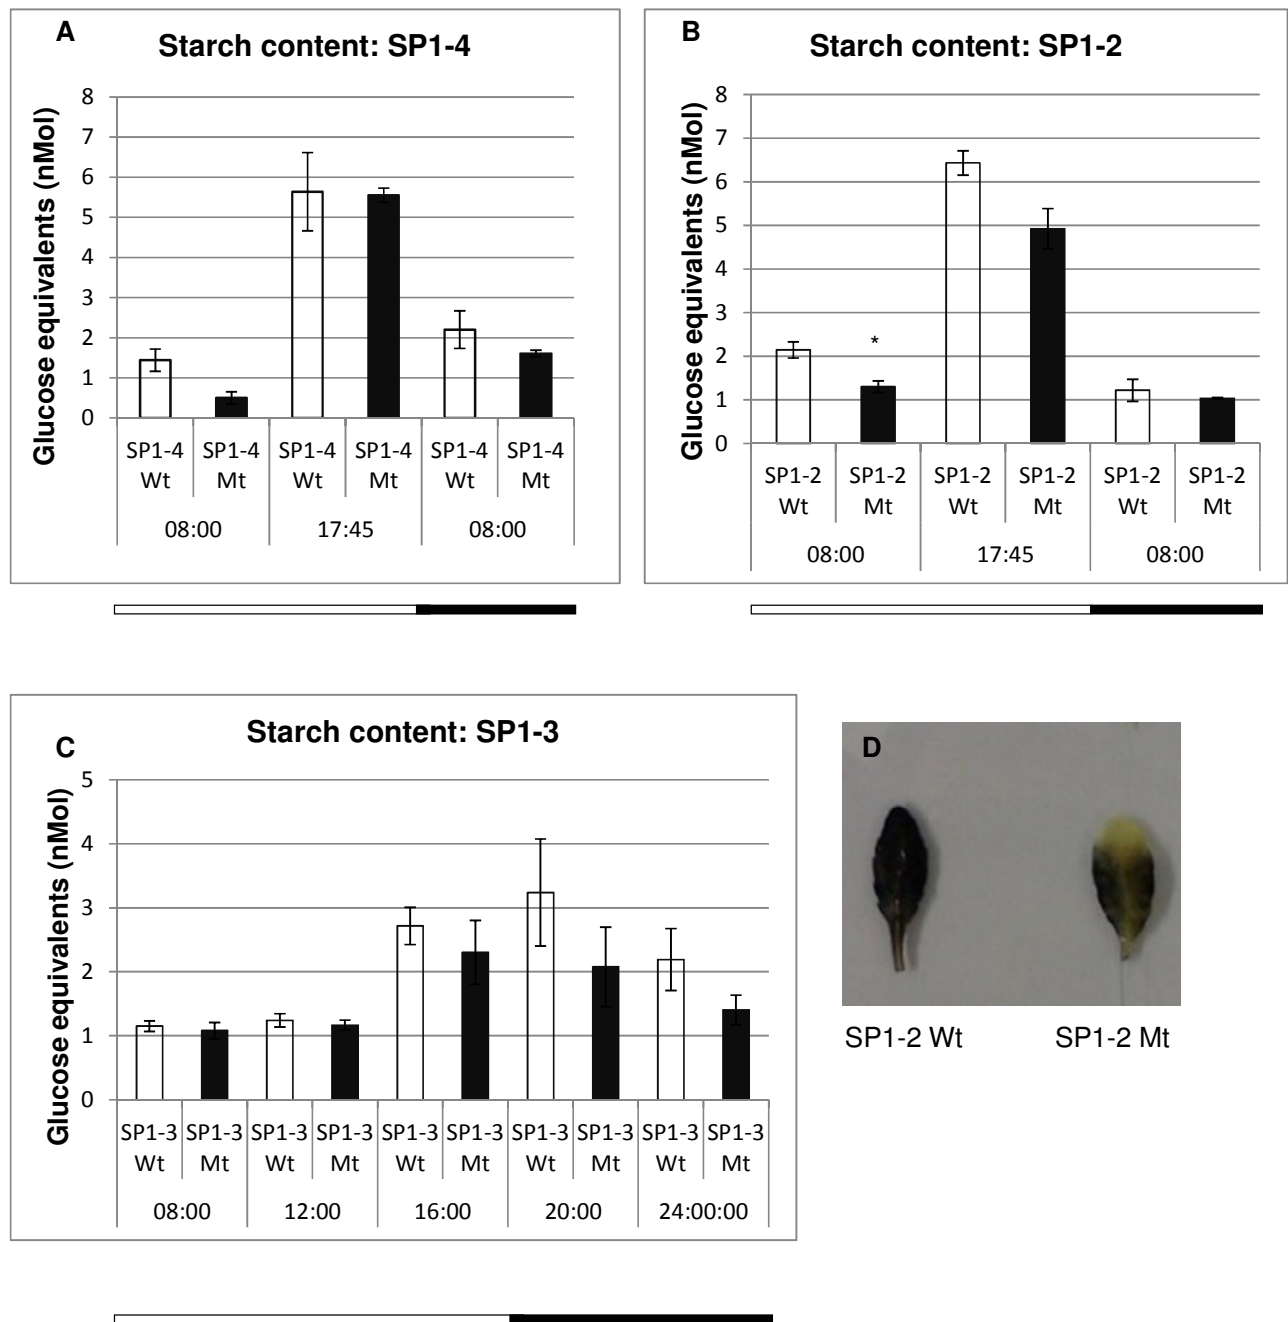 A
Starch content: SP1-4
Glucose equivalents (nMol)
8
7
6
5
4
3
2
1
0
SP1-4 SP1-4 SP1-4 SP1-4 SP1-4 SP1-4
Wt Mt Wt Mt Wt Mt
08:00 17:45 08:00
B
Starch content: SP1-2
Glucose equivalents (nMol)
8
7
6
5
4
3
2
1
0
*
SP1-2 SP1-2 SP1-2 SP1-2 SP1-2 SP1-2
Wt Mt Wt Mt Wt Mt
08:00 17:45 08:00
C
Starch content: SP1-3
Glucose equivalents (nMol)
5
4
3
2
1
0
SP1-3 SP1-3 SP1-3 SP1-3 SP1-3 SP1-3 SP1-3 SP1-3 SP1-3 SP1-3
Wt Mt Wt Mt Wt Mt Wt Mt Wt Mt
08:00 12:00 16:00 20:00 24:00:00
D
SP1-2 Wt SP1-2 Mt